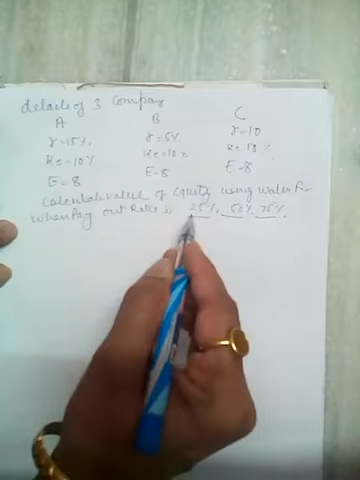 details of 3 Company
A B C
r=15% r=5% r=10
Ke=10% Ke=10% Ke=10%
E=8 E=8 E=8
Calculate value of Equity using Walter
when Pay out Ratio is 25%, 50%, 75%.